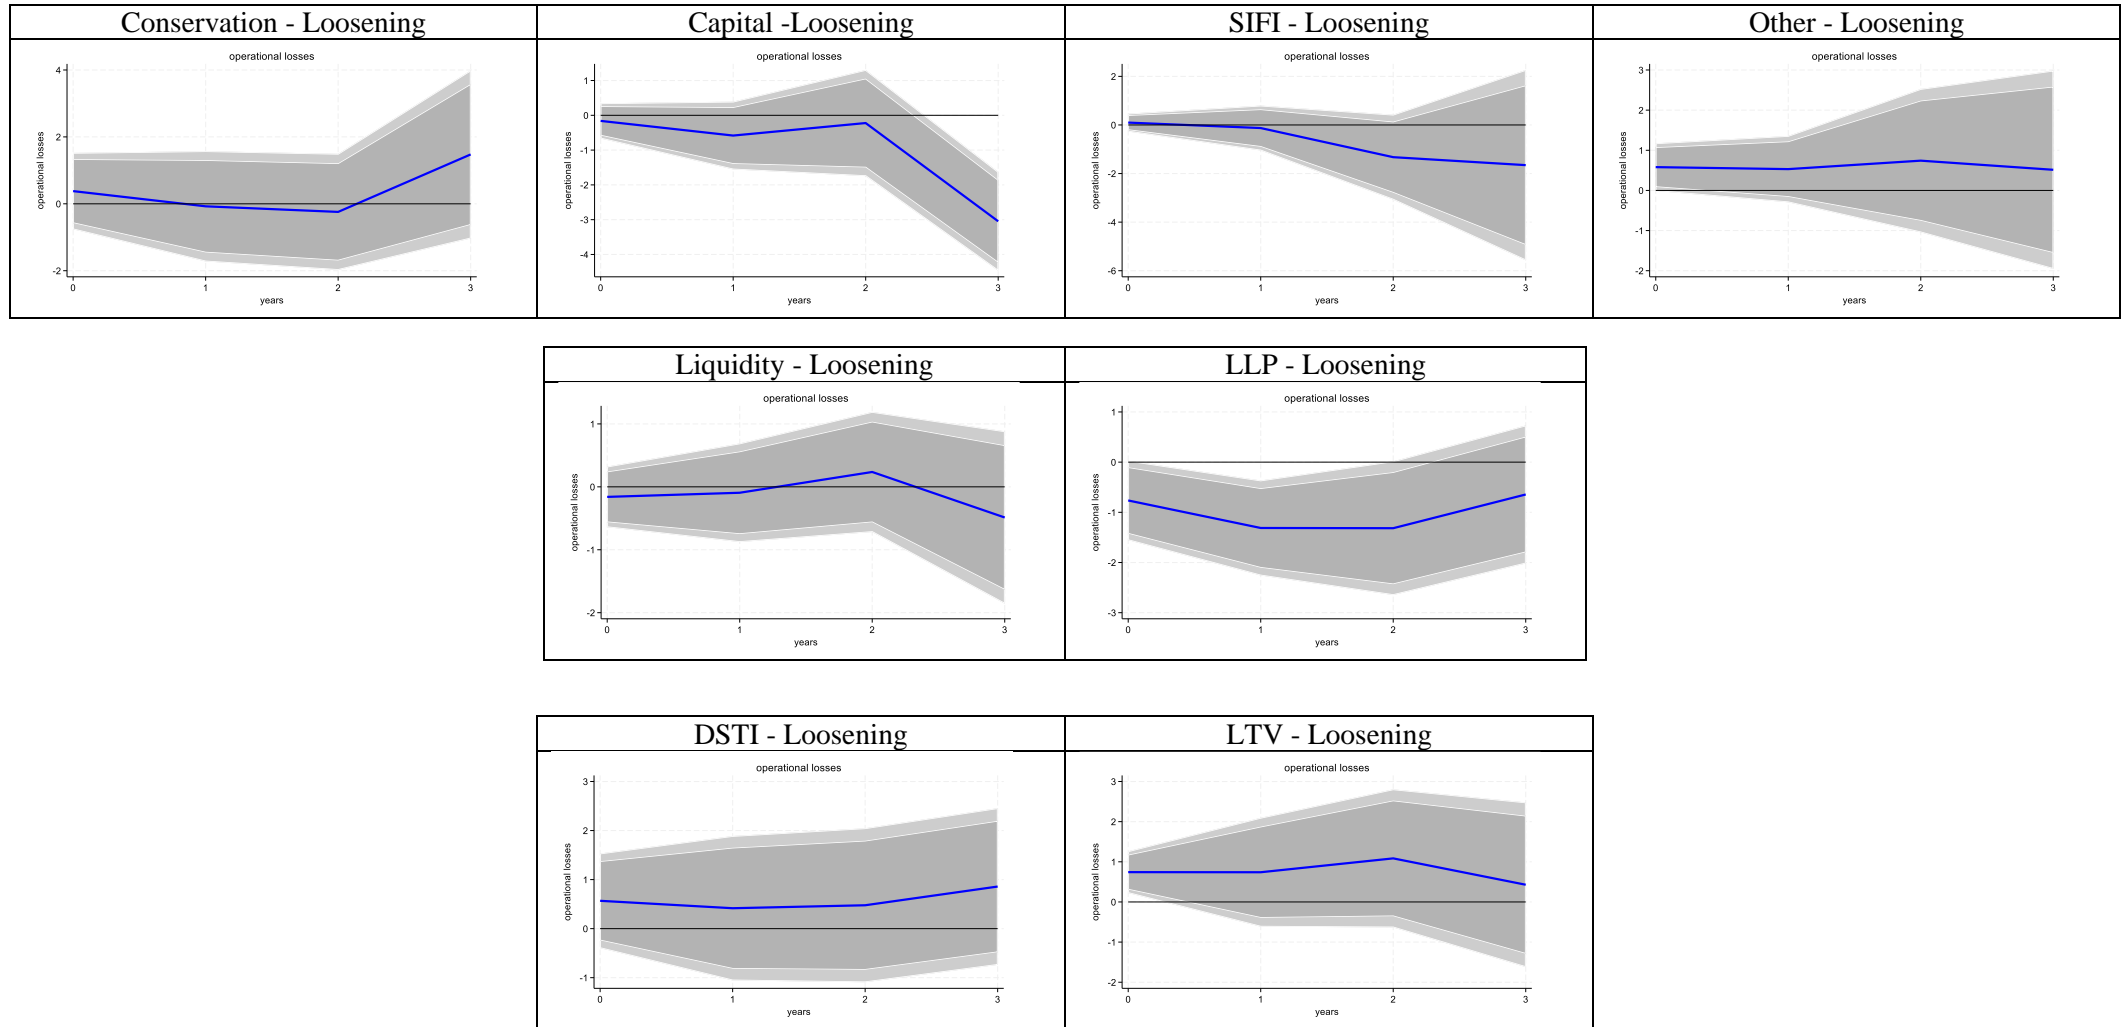 Conservation - Loosening
Capital -Loosening
SIFI - Loosening
Other - Loosening
operational losses
operational losses
4
2
0
-2
0 1 2 3
years
operational losses
operational losses
1
0
-1
-2
-3
-4
0 1 2 3
years
operational losses
operational losses
2
0
-2
-4
-6
0 1 2 3
years
operational losses
operational losses
3
2
1
0
-1
-2
0 1 2 3
years
Liquidity - Loosening
LLP - Loosening
operational losses
operational losses
1
0
-1
-2
0 1 2 3
years
operational losses
operational losses
1
0
-1
-2
-3
0 1 2 3
years
DSTI - Loosening
LTV - Loosening
operational losses
operational losses
3
2
1
0
-1
0 1 2 3
years
operational losses
operational losses
3
2
1
0
-1
-2
0 1 2 3
years